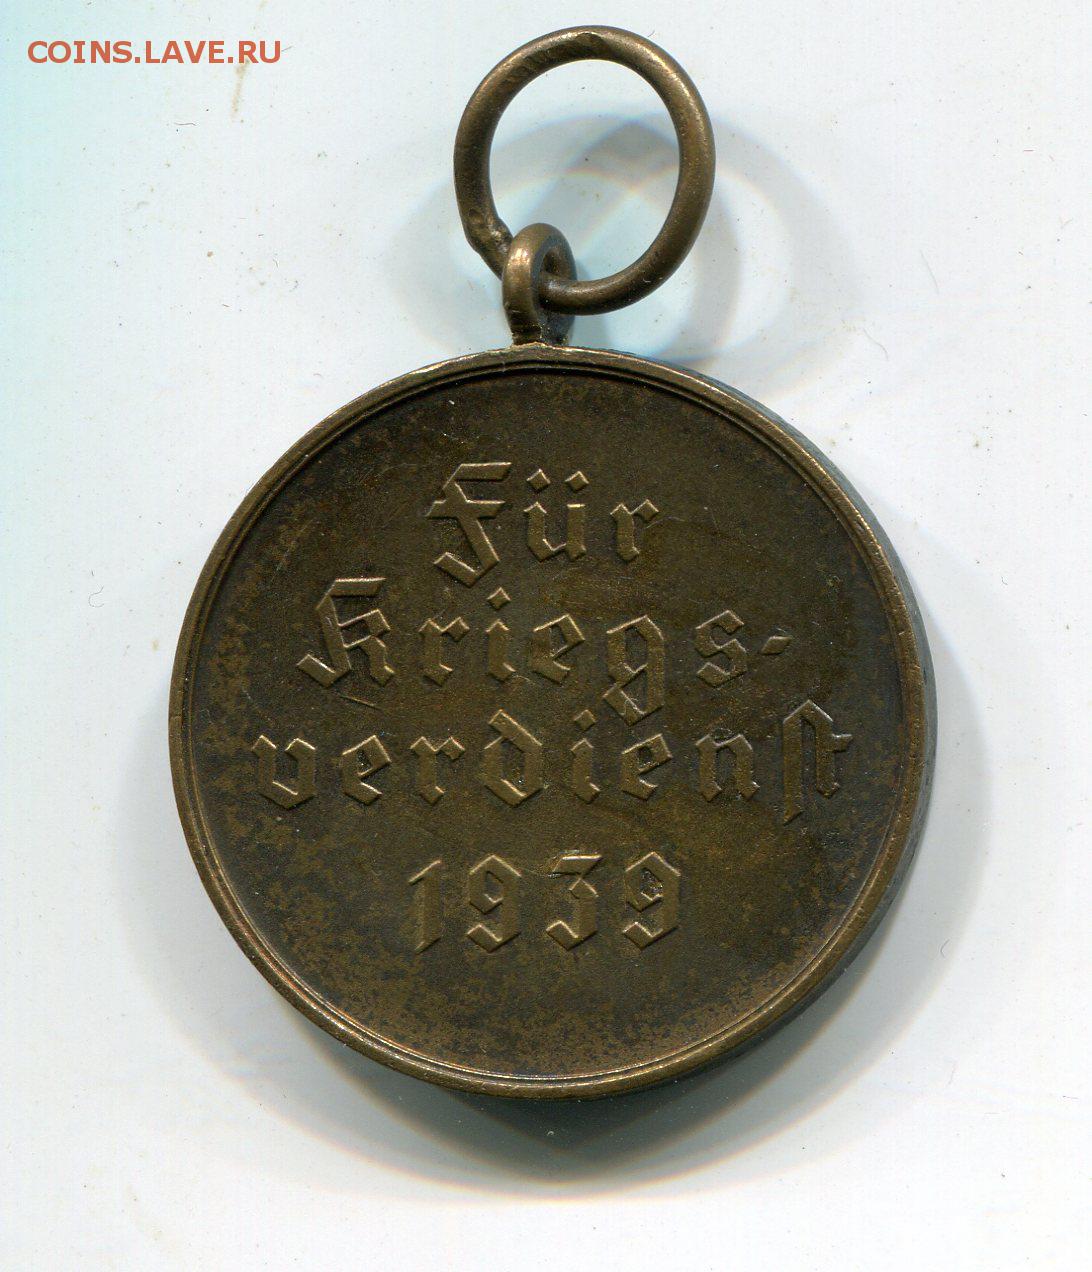 COINS.LAVE.RU
Für
Kriegs-
verdienst
1939